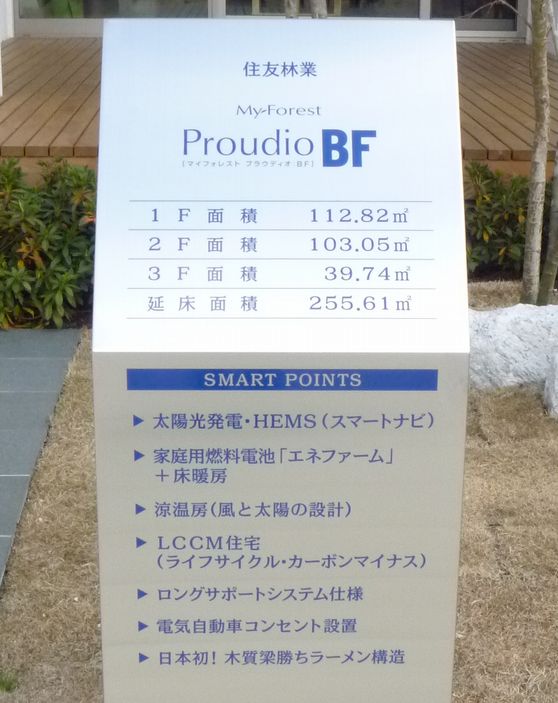 住友林業
My Forest
Proudio BF
[マイフォレスト プラウディオ BF]
1F面積 112.82㎡
2F面積 103.05㎡
3F面積 39.74㎡
延床面積 255.61㎡
SMART POINTS
▶ 太陽光発電・HEMS(スマートナビ)
▶ 家庭用燃料電池「エネファーム」
＋床暖房
▶ 涼温房(風と太陽の設計)
▶ LCCM住宅
(ライフサイクル・カーボンマイナス)
▶ ロングサポートシステム仕様
▶ 電気自動車コンセント設置
▶ 日本初! 木質梁勝ちラーメン構造